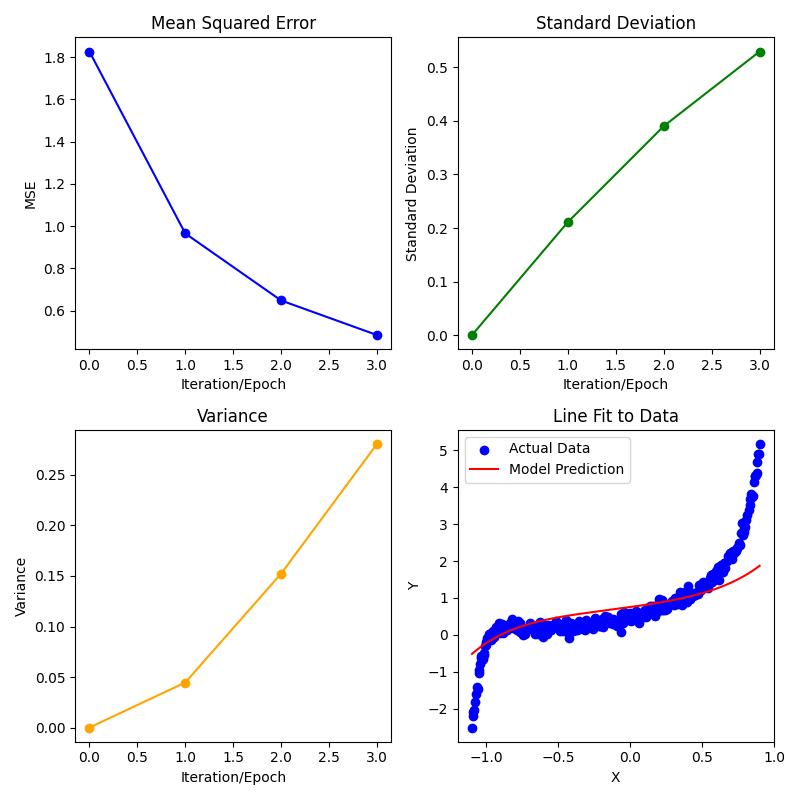 Mean Squared Error
MSE
1.8
1.6
1.4
1.2
1.0
0.8
0.6
0.0 0.5 1.0 1.5 2.0 2.5 3.0
Iteration/Epoch
Standard Deviation
Standard Deviation
0.5
0.4
0.3
0.2
0.1
0.0
0.0 0.5 1.0 1.5 2.0 2.5 3.0
Iteration/Epoch
Variance
Variance
0.25
0.20
0.15
0.10
0.05
0.00
0.0 0.5 1.0 1.5 2.0 2.5 3.0
Iteration/Epoch
Line Fit to Data
Actual Data
Model Prediction
Y
5
4
3
2
1
0
−1
−2
−1.0 −0.5 0.0 0.5 1.0
X